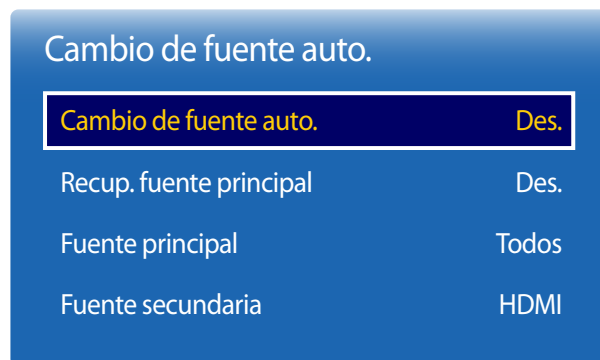 Cambio de fuente auto.
Cambio de fuente auto. Des.
Recup. fuente principal Des.
Fuente principal Todos
Fuente secundaria HDMI